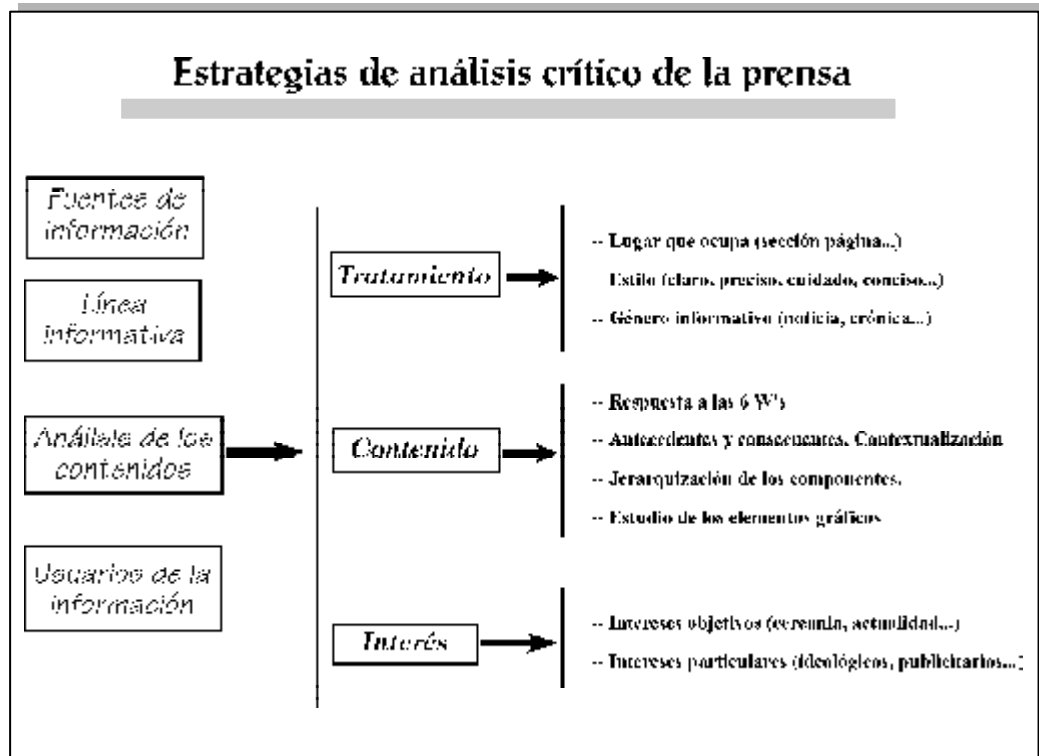 Estrategias de análisis crítico de la prensa
Fuentes de
información
Línea
informativa
Análisis de los
contenidos
Usuarios de la
información
Tratamiento
-- Lugar que ocupa (sección página...)
Estilo (claro, preciso, cuidado, conciso...)
-- Género informativo (noticia, crónica...)
Contenido
-- Respuesta a las 6 W's
-- Antecedentes y consecuentes. Contextualización
-- Jerarquización de los componentes.
-- Estudio de los elementos gráficos
Interés
-- Intereses objetivos (cercanía, actualidad...)
-- Intereses particulares (ideológicos, publicitarios...)